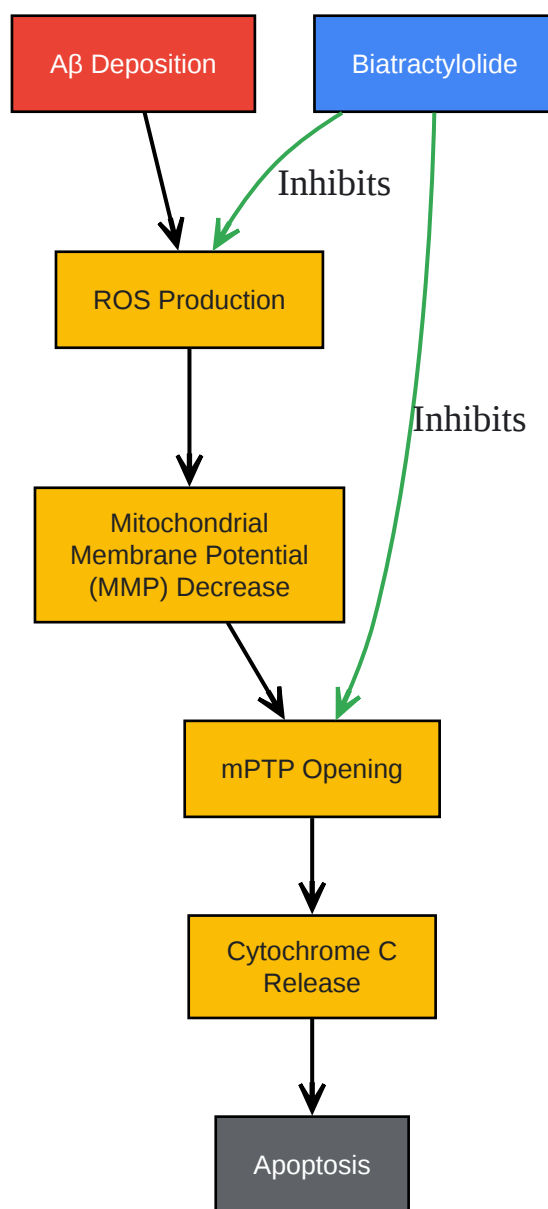 Aβ Deposition
Biatractylolide
Inhibits
ROS Production
Inhibits
Mitochondrial
Membrane Potential
(MMP) Decrease
mPTP Opening
Cytochrome C
Release
Apoptosis